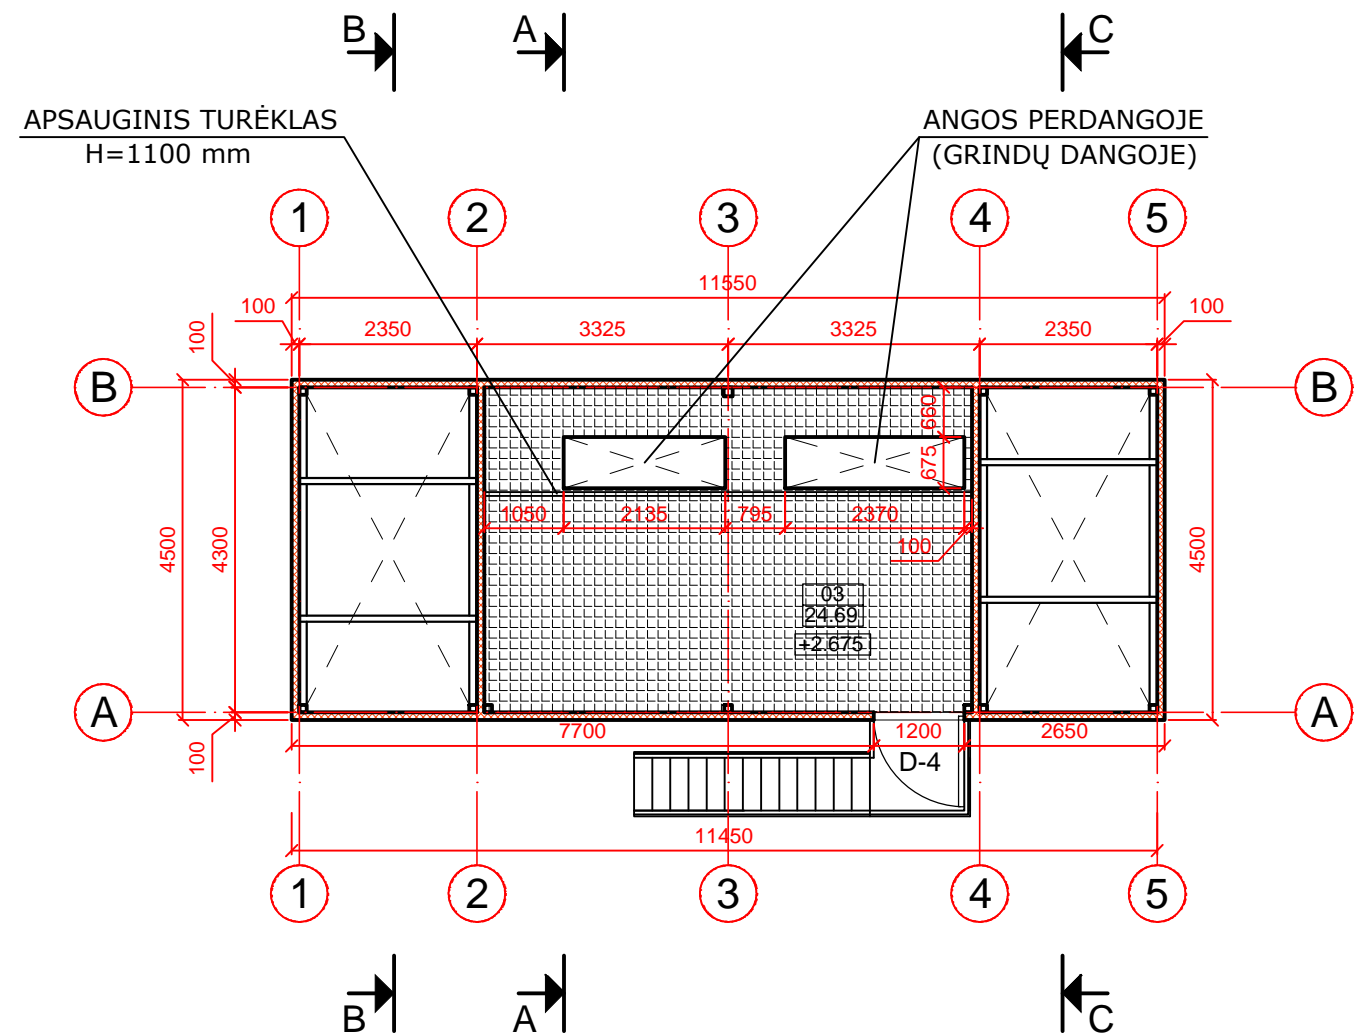 B A C
APSAUGINIS TURĖKLAS
H=1100 mm
ANGOS PERDANGOJE
(GRINDŲ DANGOJE)
1 2 3 4 5
11550
100 2350 3325 3325 2350 100
100
B B
660
675
4500 4300 4500
1050 2135 795 2370
100
03
24.69
+2.675
A A
100
7700 1200 2650
D-4
11450
1 2 3 4 5
B A C